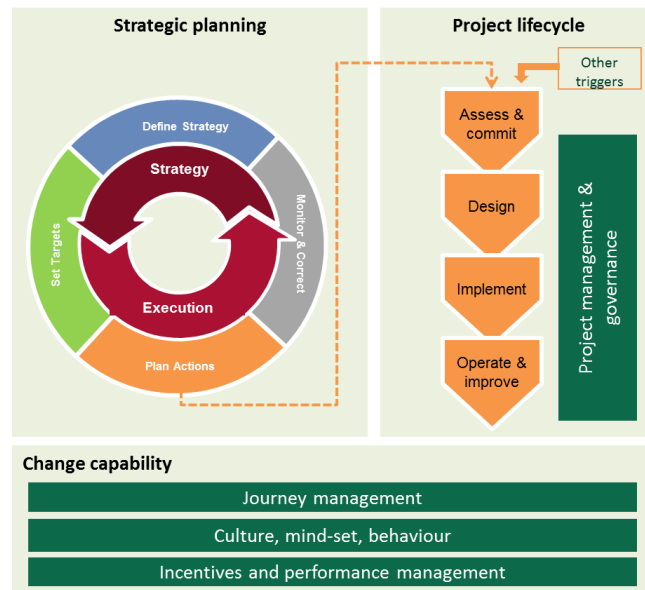 Strategic planning
Define Strategy
Strategy
Set Targets
Monitor & Correct
Execution
Plan Actions
Project lifecycle
Other
triggers
Assess &
commit
Design
Implement
Operate &
improve
Project management &
governance
Change capability
Journey management
Culture, mind-set, behaviour
Incentives and performance management